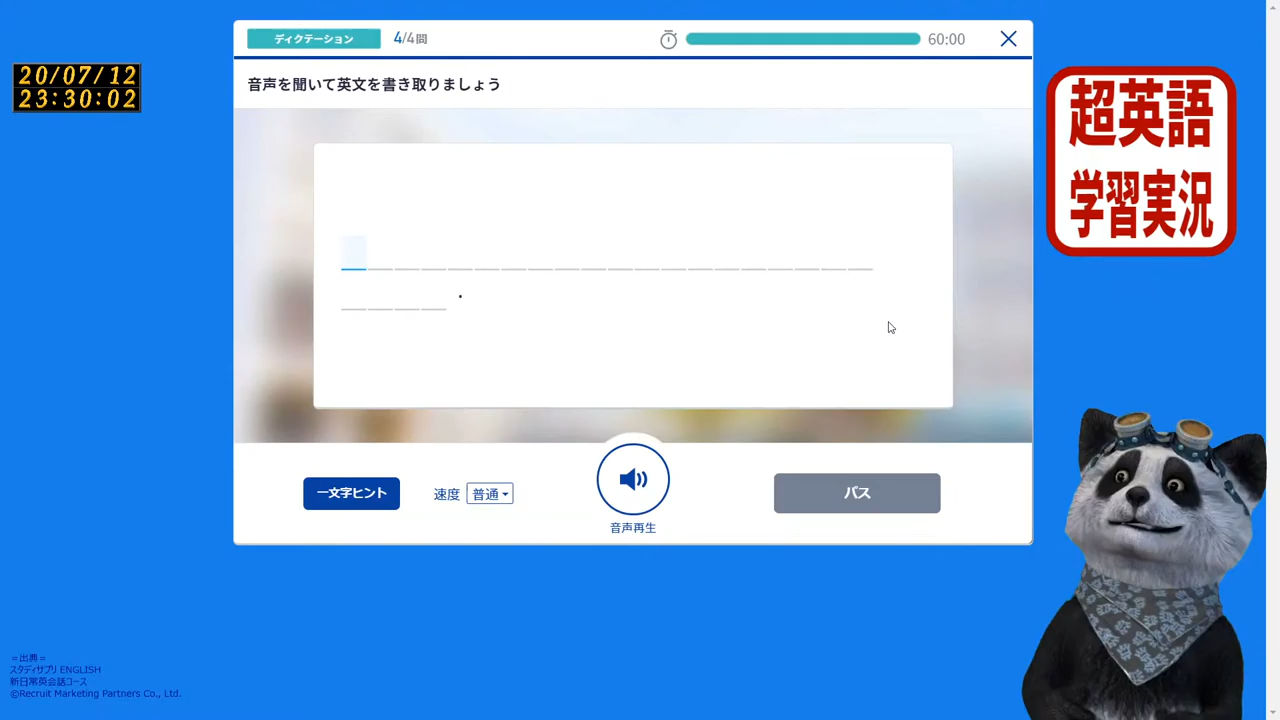 ディクテーション 4/4問 60:00
20/07/12
23:30:02
音声を聞いて英文を書き取りましょう
超英語
学習実況
.
一文字ヒント 速度 普通 パス
音声再生
=出典=
スタディサプリ ENGLISH
新日常英会話コース
©Recruit Marketing Partners Co., Ltd.